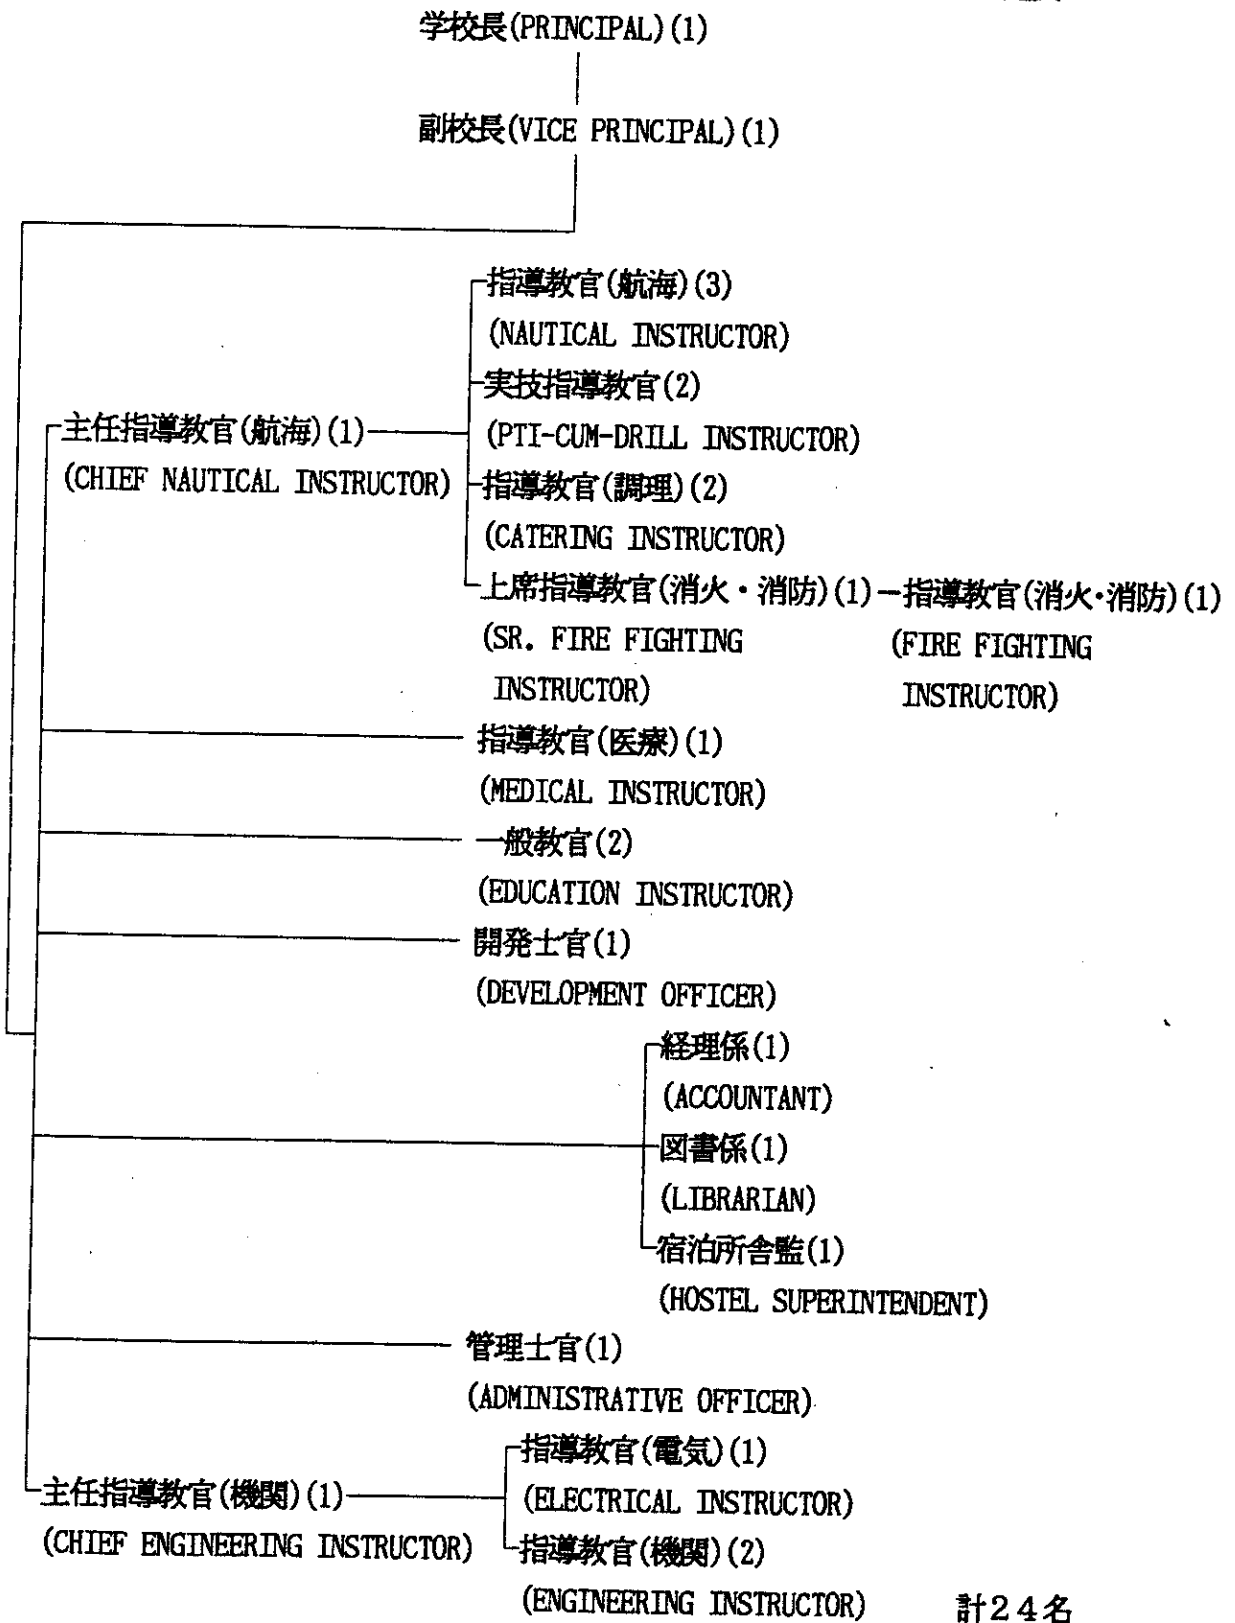 学校長(PRINCIPAL)(1)
副校長(VICE PRINCIPAL)(1)
指導教官(航海)(3)
(NAUTICAL INSTRUCTOR)
実技指導教官(2)
主任指導教官(航海)(1)
(PTI-CUM-DRILL INSTRUCTOR)
(CHIEF NAUTICAL INSTRUCTOR)
指導教官(調理)(2)
(CATERING INSTRUCTOR)
上席指導教官(消火・消防)(1)-指導教官(消火・消防)(1)
(SR. FIRE FIGHTING (FIRE FIGHTING
INSTRUCTOR) INSTRUCTOR)
指導教官(医療)(1)
(MEDICAL INSTRUCTOR)
一般教官(2)
(EDUCATION INSTRUCTOR)
開発士官(1)
(DEVELOPMENT OFFICER)
経理係(1)
(ACCOUNTANT)
図書係(1)
(LIBRARIAN)
宿泊所舎監(1)
(HOSTEL SUPERINTENDENT)
管理士官(1)
(ADMINISTRATIVE OFFICER)
指導教官(電気)(1)
主任指導教官(機関)(1)
(ELECTRICAL INSTRUCTOR)
(CHIEF ENGINEERING INSTRUCTOR)
指導教官(機関)(2)
(ENGINEERING INSTRUCTOR)
計24名